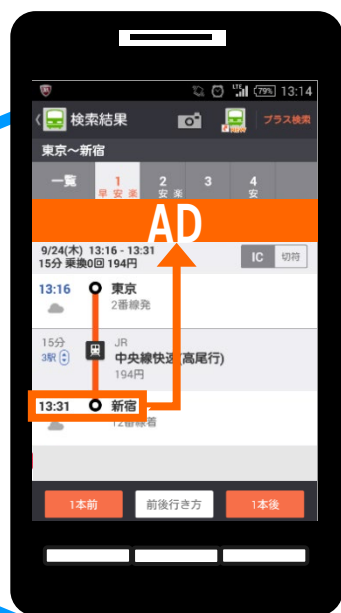 79% 13:14
検索結果
プラス検索
東京～新宿
一覧 1 2 3 4
早 安 楽 安 楽 安
AD
9/24(木) 13:16 - 13:31
15分 乗換0回 194円
IC 切符
13:16 東京
2番線発
15分 JR
3駅 中央線快速(高尾行)
194円
13:31 新宿
12番線着
1本前 前後行き方 1本後